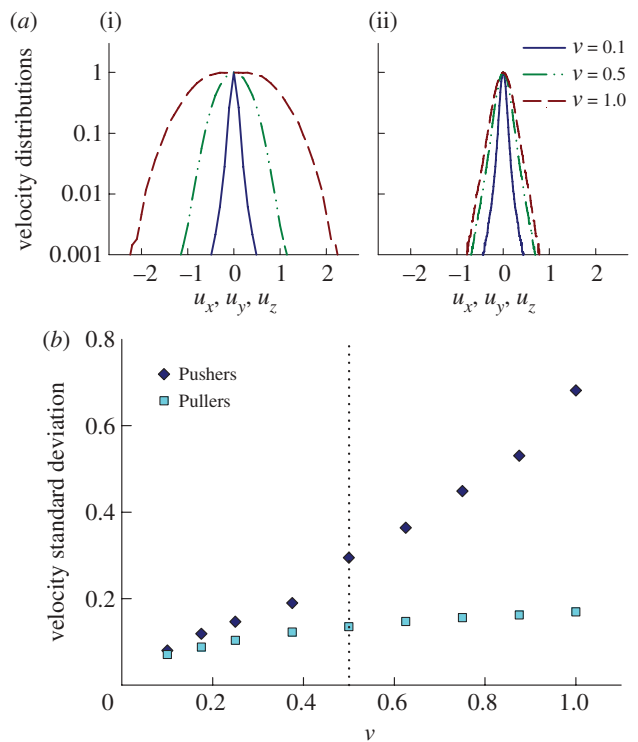 (a) (i) (ii)
ν = 0.1
ν = 0.5
ν = 1.0
velocity distributions
1
0.1
0.01
0.001
−2 −1 0 1 2
−2 −1 0 1 2
u_x, u_y, u_z
u_x, u_y, u_z
(b)
velocity standard deviation
0.8
0.6
0.4
0.2
Pushers
Pullers
0 0.2 0.4 0.6 0.8 1.0
ν